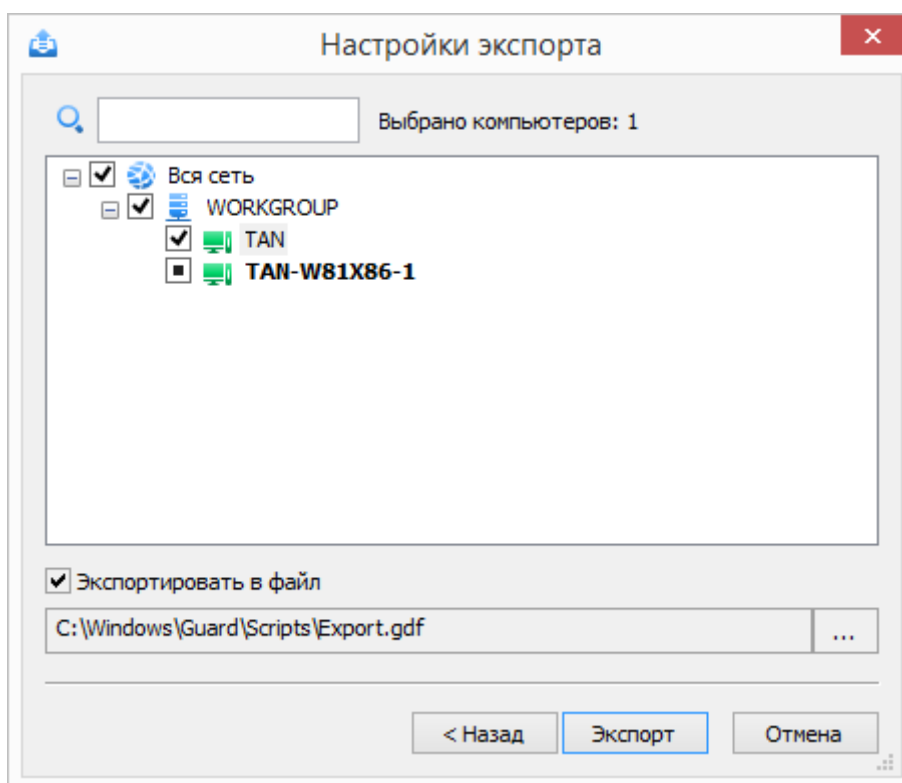 Настройки экспорта
Выбрано компьютеров: 1
Вся сеть
WORKGROUP
TAN
TAN-W81X86-1
Экспортировать в файл
C:\Windows\Guard\Scripts\Export.gdf
...
< Назад
Экспорт
Отмена